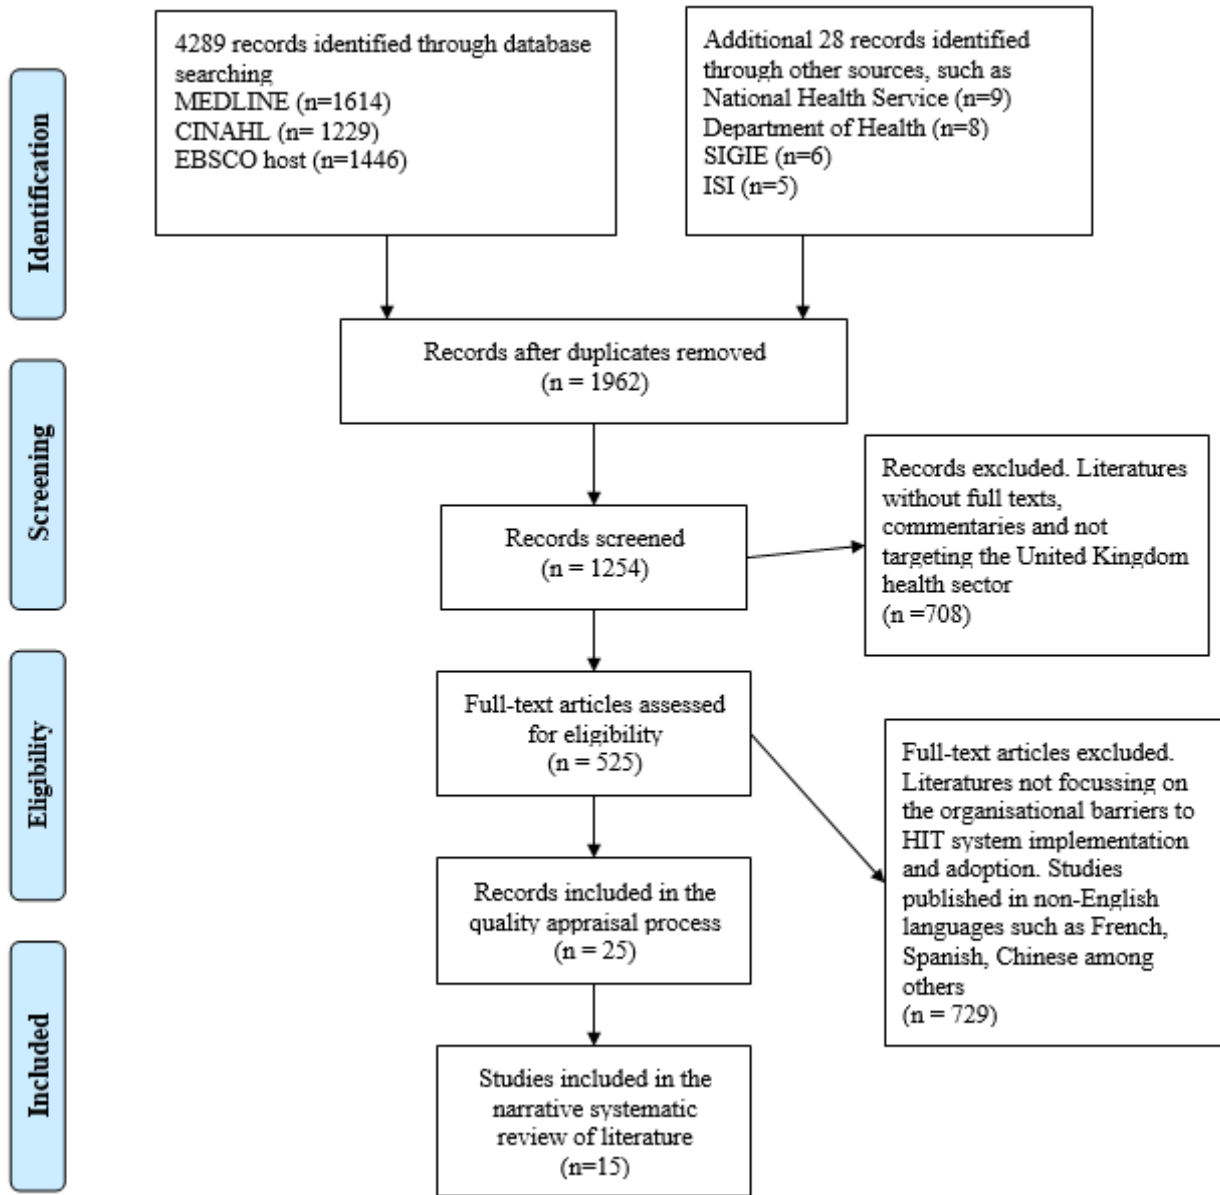 4289 records identified through database
searching
MEDLINE (n=1614)
CINAHL (n= 1229)
EBSCO host (n=1446)
Additional 28 records identified
through other sources, such as
National Health Service (n=9)
Department of Health (n=8)
SIGIE (n=6)
ISI (n=5)
Identification
Records after duplicates removed
(n = 1962)
Screening
Records screened
(n = 1254)
Records excluded. Literatures
without full texts,
commentaries and not
targeting the United Kingdom
health sector
(n =708)
Eligibility
Full-text articles assessed
for eligibility
(n = 525)
Full-text articles excluded.
Literatures not focussing on
the organisational barriers to
HIT system implementation
and adoption. Studies
published in non-English
languages such as French,
Spanish, Chinese among
others
(n = 729)
Records included in the
quality appraisal process
(n = 25)
Included
Studies included in the
narrative systematic
review of literature
(n=15)